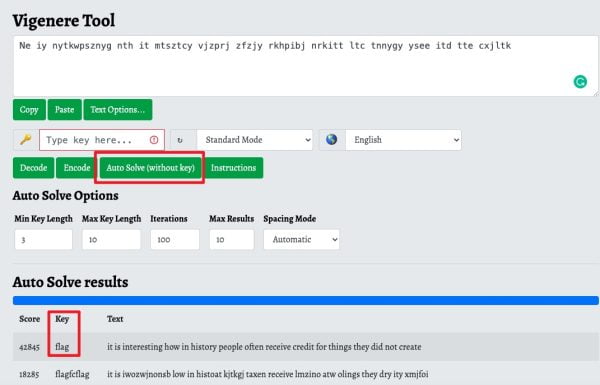 Vigenere Tool
Ne iy nytkwpsznyg nth it mtsztcy vjzprj zfzjy rkhpibj nrkitt ltc tnnygy ysee itd tte cxjltk
Copy Paste Text Options...
Type key here... Standard Mode English
Decode Encode Auto Solve (without key) Instructions
Auto Solve Options
Min Key Length Max Key Length Iterations Max Results Spacing Mode
3 10 100 10 Automatic
Auto Solve results
Score Key Text
42845 flag it is interesting how in history people often receive credit for things they did not create
18285 flagfcflag it is iwozwjnonsb low in histoat kjtkgj taxen receive lmzino atw olings they dry ity xmjfoi